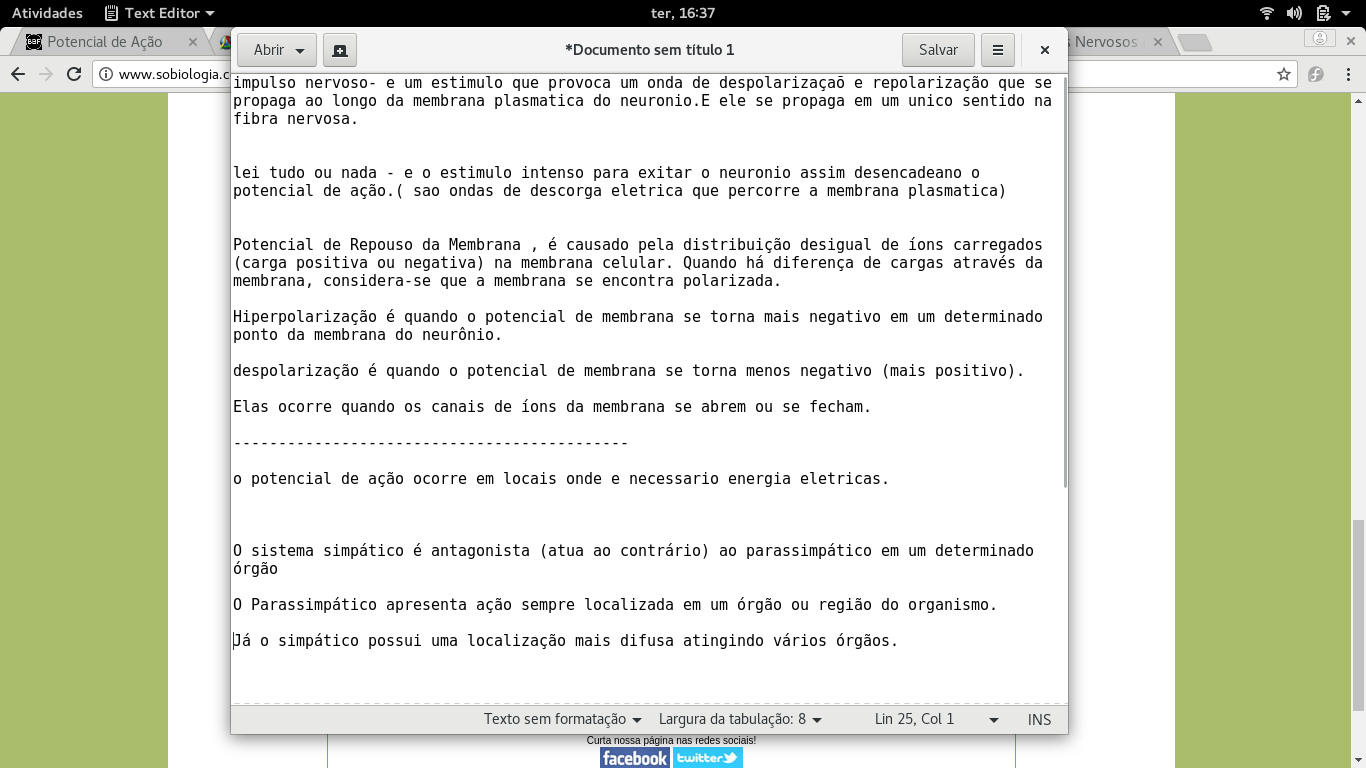 Atividades Text Editor ter, 16:37
Potencial de Ação s Nervosos
Abrir *Documento sem título 1 Salvar
www.sobiologia.c
impulso nervoso- e um estimulo que provoca um onda de despolarizaçaõ e repolarização que se
propaga ao longo da membrana plasmatica do neuronio.E ele se propaga em um unico sentido na
fibra nervosa.
lei tudo ou nada - e o estimulo intenso para exitar o neuronio assim desencadeano o
potencial de ação.( sao ondas de descorga eletrica que percorre a membrana plasmatica)
Potencial de Repouso da Membrana , é causado pela distribuição desigual de íons carregados
(carga positiva ou negativa) na membrana celular. Quando há diferença de cargas através da
membrana, considera-se que a membrana se encontra polarizada.
Hiperpolarização é quando o potencial de membrana se torna mais negativo em um determinado
ponto da membrana do neurônio.
despolarização é quando o potencial de membrana se torna menos negativo (mais positivo).
Elas ocorre quando os canais de íons da membrana se abrem ou se fecham.
--------------------------------------------
o potencial de ação ocorre em locais onde e necessario energia eletricas.
O sistema simpático é antagonista (atua ao contrário) ao parassimpático em um determinado
órgão
O Parassimpático apresenta ação sempre localizada em um órgão ou região do organismo.
Já o simpático possui uma localização mais difusa atingindo vários órgãos.
Texto sem formatação Largura da tabulação: 8 Lin 25, Col 1 INS
Curta nossa página nas redes sociais!
facebook twitter